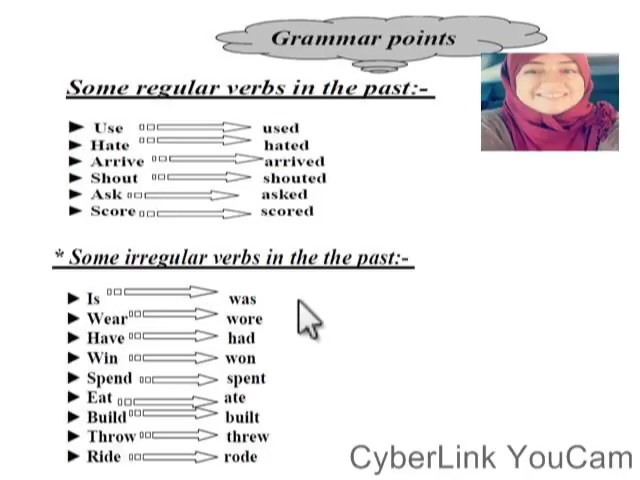 Grammar points
Some regular verbs in the past:-
Use used
Hate hated
Arrive arrived
Shout shouted
Ask asked
Score scored
* Some irregular verbs in the the past:-
Is was
Wear wore
Have had
Win won
Spend spent
Eat ate
Build built
Throw threw
Ride rode
CyberLink YouCam